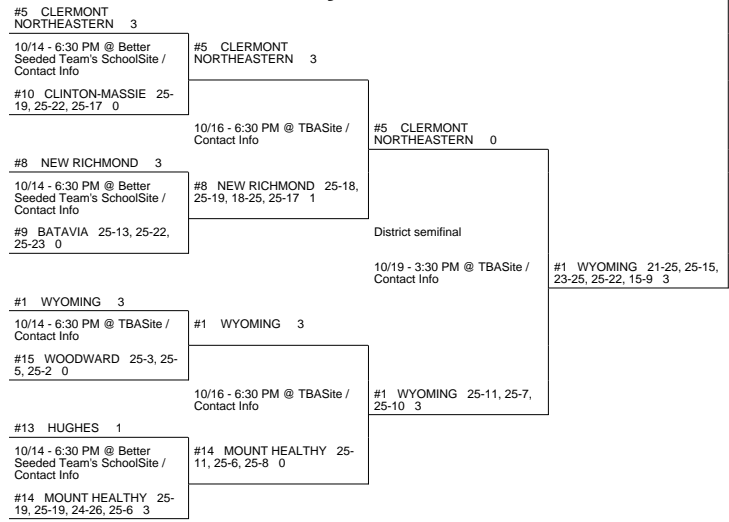 #5 CLERMONT
NORTHEASTERN 3
10/14 - 6:30 PM @ Better
Seeded Team's SchoolSite /
Contact Info
#10 CLINTON-MASSIE 25-
19, 25-22, 25-17 0
#5 CLERMONT
NORTHEASTERN 3
10/16 - 6:30 PM @ TBASite /
Contact Info
#8 NEW RICHMOND 3
10/14 - 6:30 PM @ Better
Seeded Team's SchoolSite /
Contact Info
#9 BATAVIA 25-13, 25-22,
25-23 0
#8 NEW RICHMOND 25-18,
25-19, 18-25, 25-17 1
#5 CLERMONT
NORTHEASTERN 0
District semifinal
10/19 - 3:30 PM @ TBASite /
Contact Info
#1 WYOMING 21-25, 25-15,
23-25, 25-22, 15-9 3
#1 WYOMING 3
10/14 - 6:30 PM @ TBASite /
Contact Info
#15 WOODWARD 25-3, 25-
5, 25-2 0
#1 WYOMING 3
10/16 - 6:30 PM @ TBASite /
Contact Info
#1 WYOMING 25-11, 25-7,
25-10 3
#13 HUGHES 1
10/14 - 6:30 PM @ Better
Seeded Team's SchoolSite /
Contact Info
#14 MOUNT HEALTHY 25-
19, 25-19, 24-26, 25-6 3
#14 MOUNT HEALTHY 25-
11, 25-6, 25-8 0